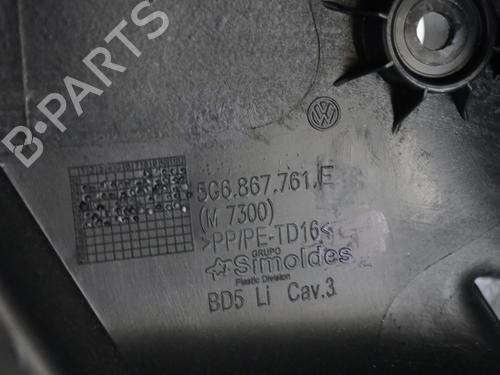 B-PARTS
5G6.867.761.E
(M 7300)
>PP/PE-TD16<
GRUPO
Simoldes
Plastic Division
BD5 Li Cav.3